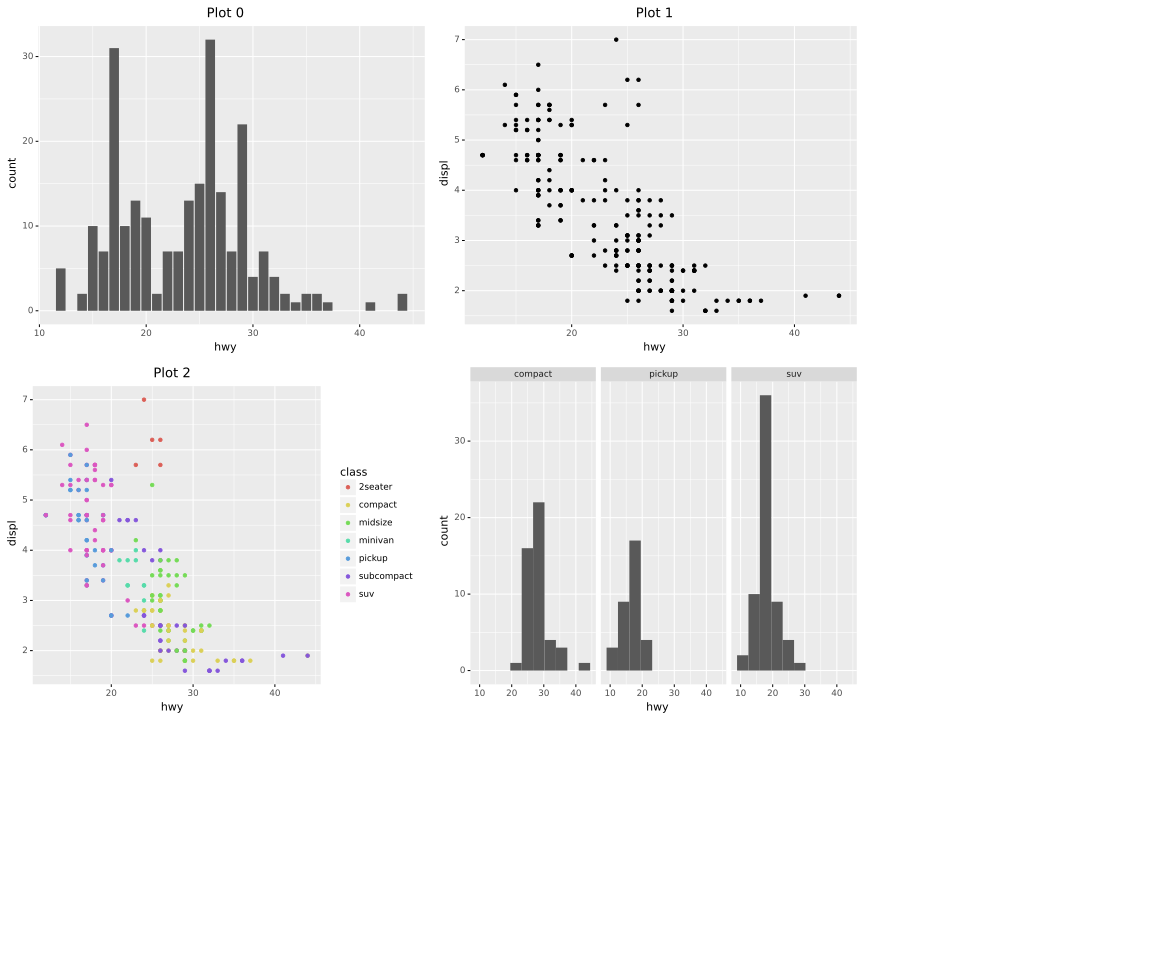 Plot 0
30
20
10
0
count
10 20 30 40
hwy
Plot 1
7
6
5
4
3
2
displ
20 30 40
hwy
Plot 2
7
6
5
4
3
2
displ
20 30 40
hwy
class
2seater
compact
midsize
minivan
pickup
subcompact
suv
compact pickup suv
30
20
10
0
count
10 20 30 40 10 20 30 40 10 20 30 40
hwy